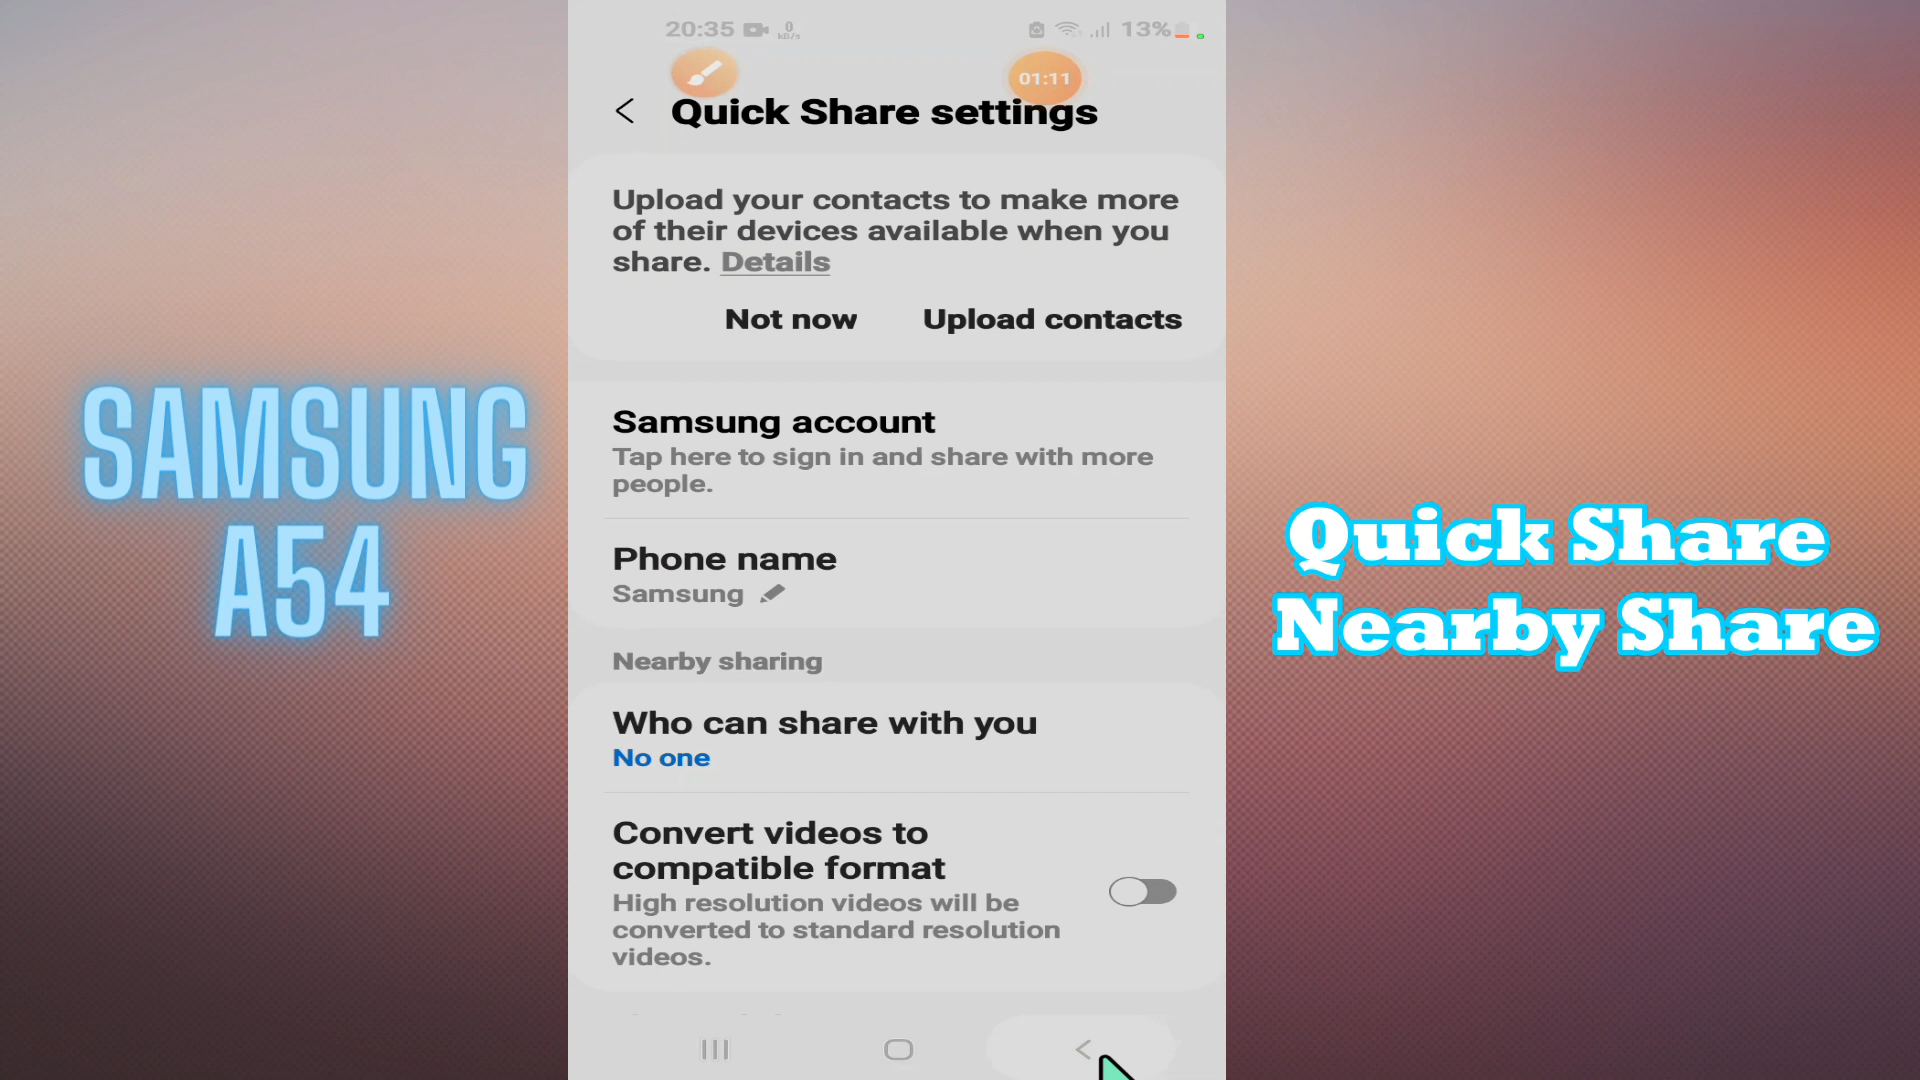 20:35 0 kB/s 13%
01:11
Quick Share settings
Upload your contacts to make more
of their devices available when you
share. Details
Not now Upload contacts
Samsung account
Tap here to sign in and share with more
people.
Phone name
Samsung
Nearby sharing
Who can share with you
No one
Convert videos to
compatible format
High resolution videos will be
converted to standard resolution
videos.
SAMSUNG
A54
Quick Share
Nearby Share